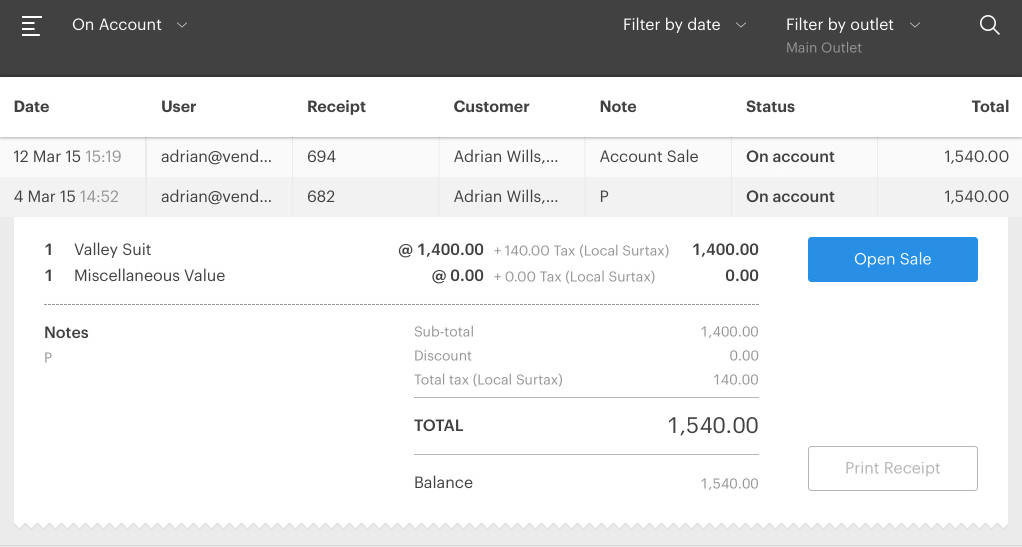 On Account Filter by date Filter by outlet
Main Outlet
Date User Receipt Customer Note Status Total
12 Mar 15 15:19 adrian@vend... 694 Adrian Wills,... Account Sale On account 1,540.00
4 Mar 15 14:52 adrian@vend... 682 Adrian Wills,... P On account 1,540.00
1 Valley Suit @ 1,400.00 + 140.00 Tax (Local Surtax) 1,400.00 Open Sale
1 Miscellaneous Value @ 0.00 + 0.00 Tax (Local Surtax) 0.00
Notes Sub-total 1,400.00
P Discount 0.00
Total tax (Local Surtax) 140.00
TOTAL 1,540.00
Print Receipt
Balance 1,540.00